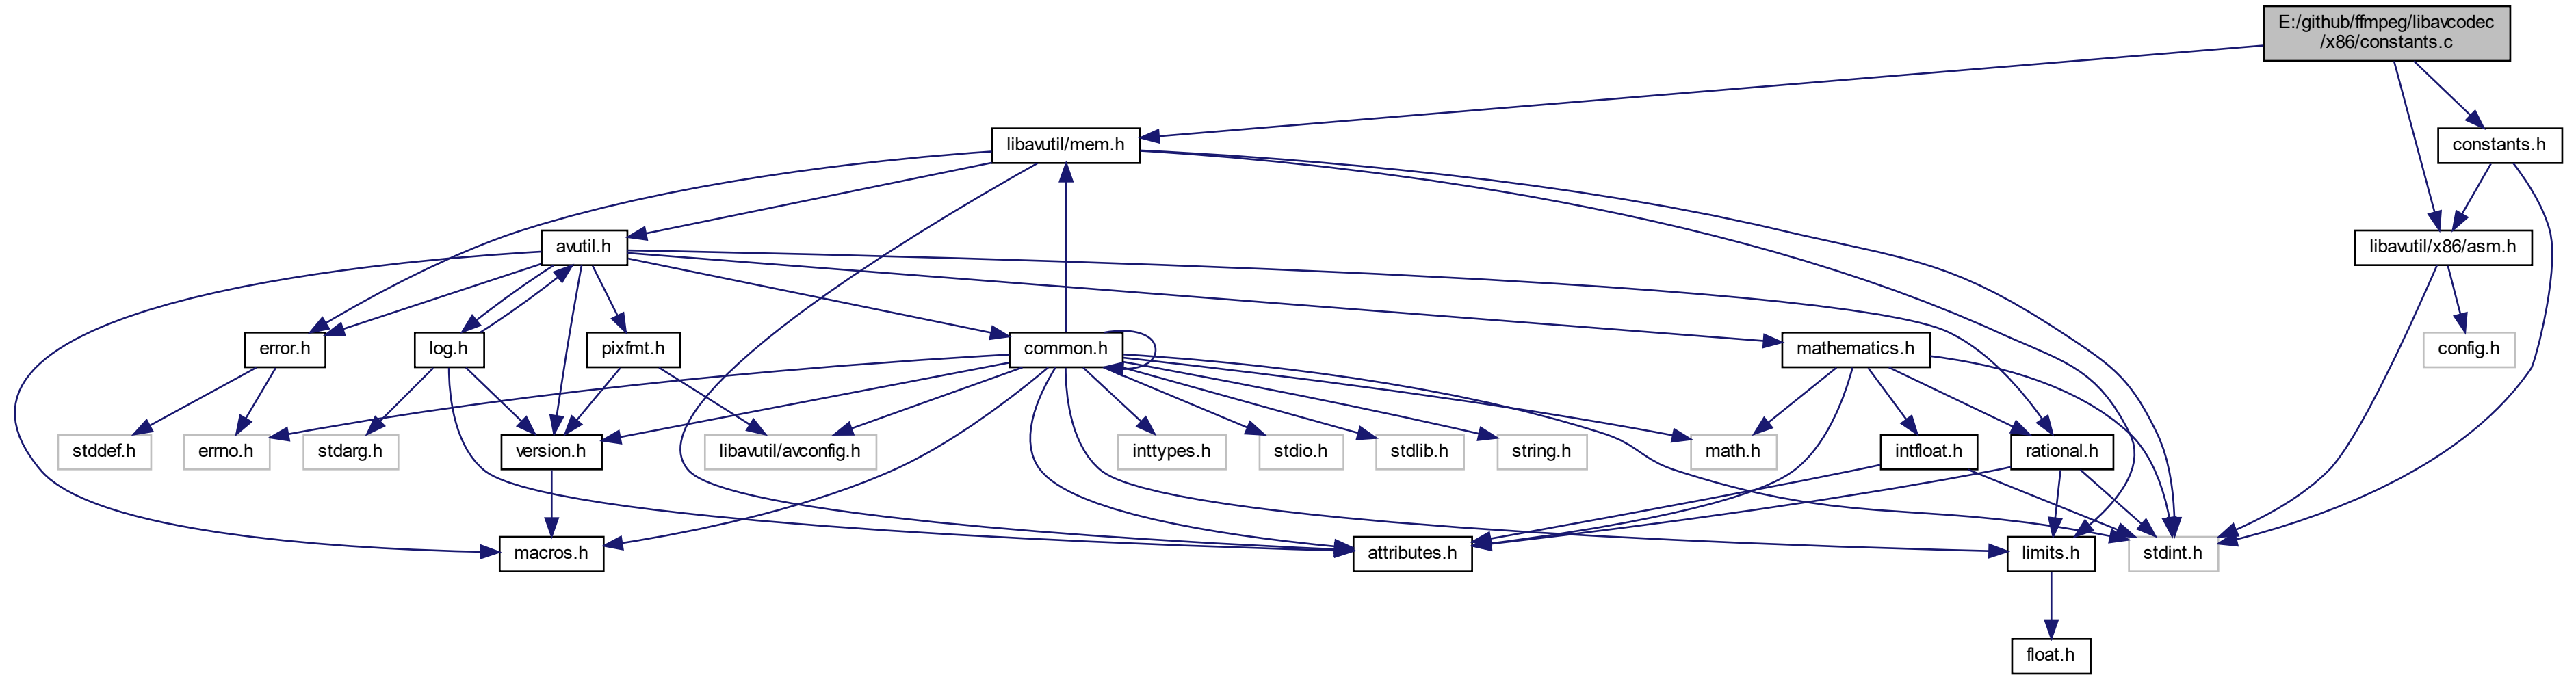 E:/github/ffmpeg/libavcodec
/x86/constants.c
libavutil/mem.h
constants.h
avutil.h
libavutil/x86/asm.h
error.h
log.h
pixfmt.h
common.h
mathematics.h
config.h
stddef.h
errno.h
stdarg.h
version.h
libavutil/avconfig.h
inttypes.h
stdio.h
stdlib.h
string.h
math.h
intfloat.h
rational.h
macros.h
attributes.h
limits.h
stdint.h
float.h